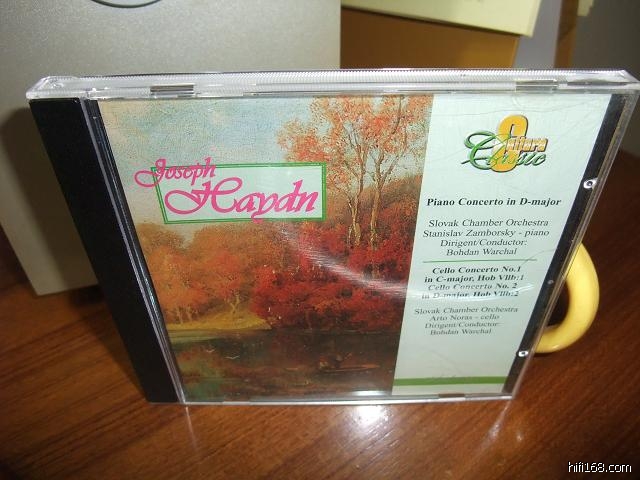 Joseph
Haydn
Classic
Piano Concerto in D-major
Slovak Chamber Orchestra
Stanislav Zamborsky - piano
Dirigent/Conductor:
Bohdan Warchal
Cello Concerto No.1
in C-major, Hob VIIb:1
Cello Concerto No. 2
in D-major, Hob VIIb:2
Slovak Chamber Orchestra
Arto Noras - cello
Dirigent/Conductor:
Bohdan Warchal
hifi168.com